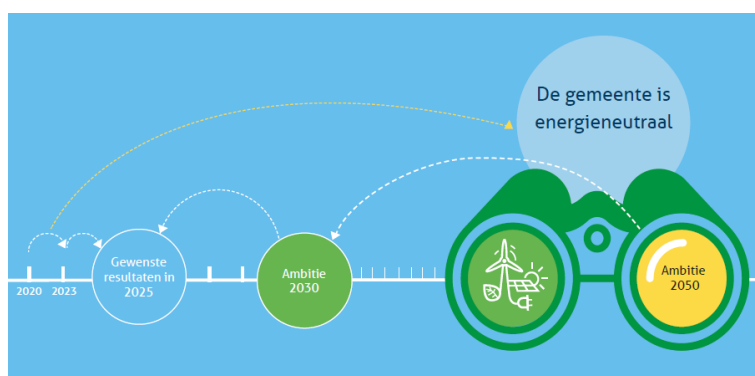 De gemeente is
energieneutraal
2020
2023
Gewenste
resultaten in
2025
Ambitie
2030
Ambitie
2050